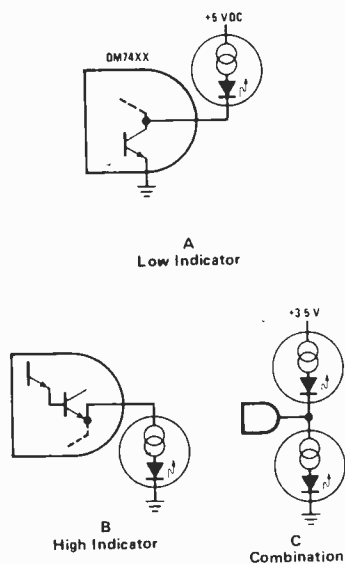 +5 VDC
DM74XX
A
Low Indicator
+3 5 V
B
High Indicator
C
Combination